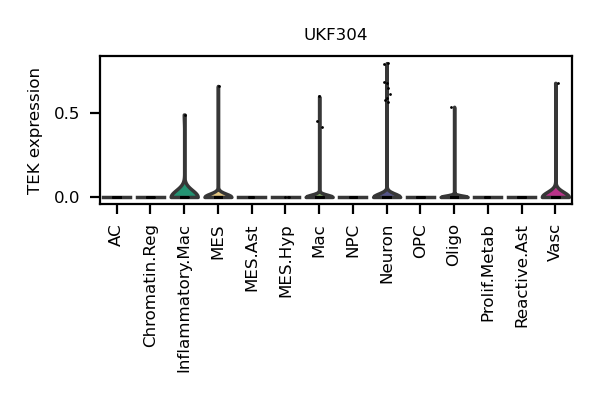 UKF304
TEK expression
0.5
0.0
AC
Chromatin.Reg
Inflammatory.Mac
MES
MES.Ast
MES.Hyp
Mac
NPC
Neuron
OPC
Oligo
Prolif.Metab
Reactive.Ast
Vasc